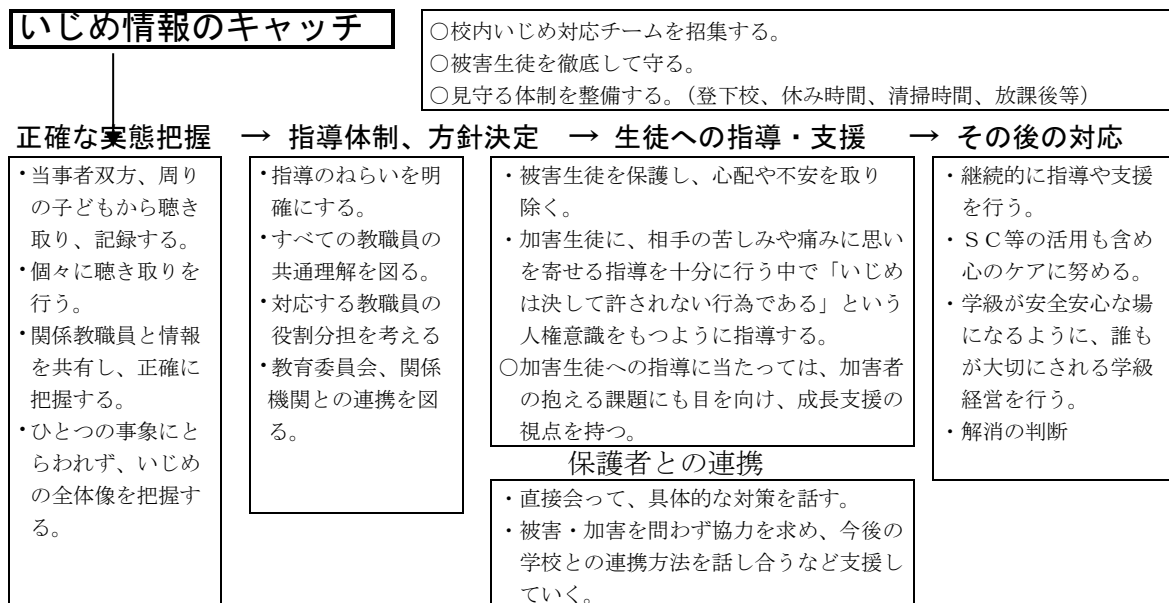 いじめ情報のキャッチ
○校内いじめ対応チームを招集する。
○被害生徒を徹底して守る。
○見守る体制を整備する。（登下校、休み時間、清掃時間、放課後等）
正確な実態把握 → 指導体制、方針決定 → 生徒への指導・支援 → その後の対応
・当事者双方、周り
の子どもから聴き
取り、記録する。
・個々に聴き取りを
行う。
・関係教職員と情報
を共有し、正確に
把握する。
・ひとつの事象にと
らわれず、いじめ
の全体像を把握す
る。
・指導のねらいを明
確にする。
・すべての教職員の
共通理解を図る。
・対応する教職員の
役割分担を考える
・教育委員会、関係
機関との連携を図
る。
・被害生徒を保護し、心配や不安を取り
除く。
・加害生徒に、相手の苦しみや痛みに思い
を寄せる指導を十分に行う中で「いじめ
は決して許されない行為である」という
人権意識をもつように指導する。
○加害生徒への指導に当たっては、加害者
の抱える課題にも目を向け、成長支援の
視点を持つ。
保護者との連携
・直接会って、具体的な対策を話す。
・被害・加害を問わず協力を求め、今後の
学校との連携方法を話し合うなど支援し
ていく。
・継続的に指導や支援
を行う。
・ＳＣ等の活用も含め
心のケアに努める。
・学級が安全安心な場
になるように、誰も
が大切にされる学級
経営を行う。
・解消の判断